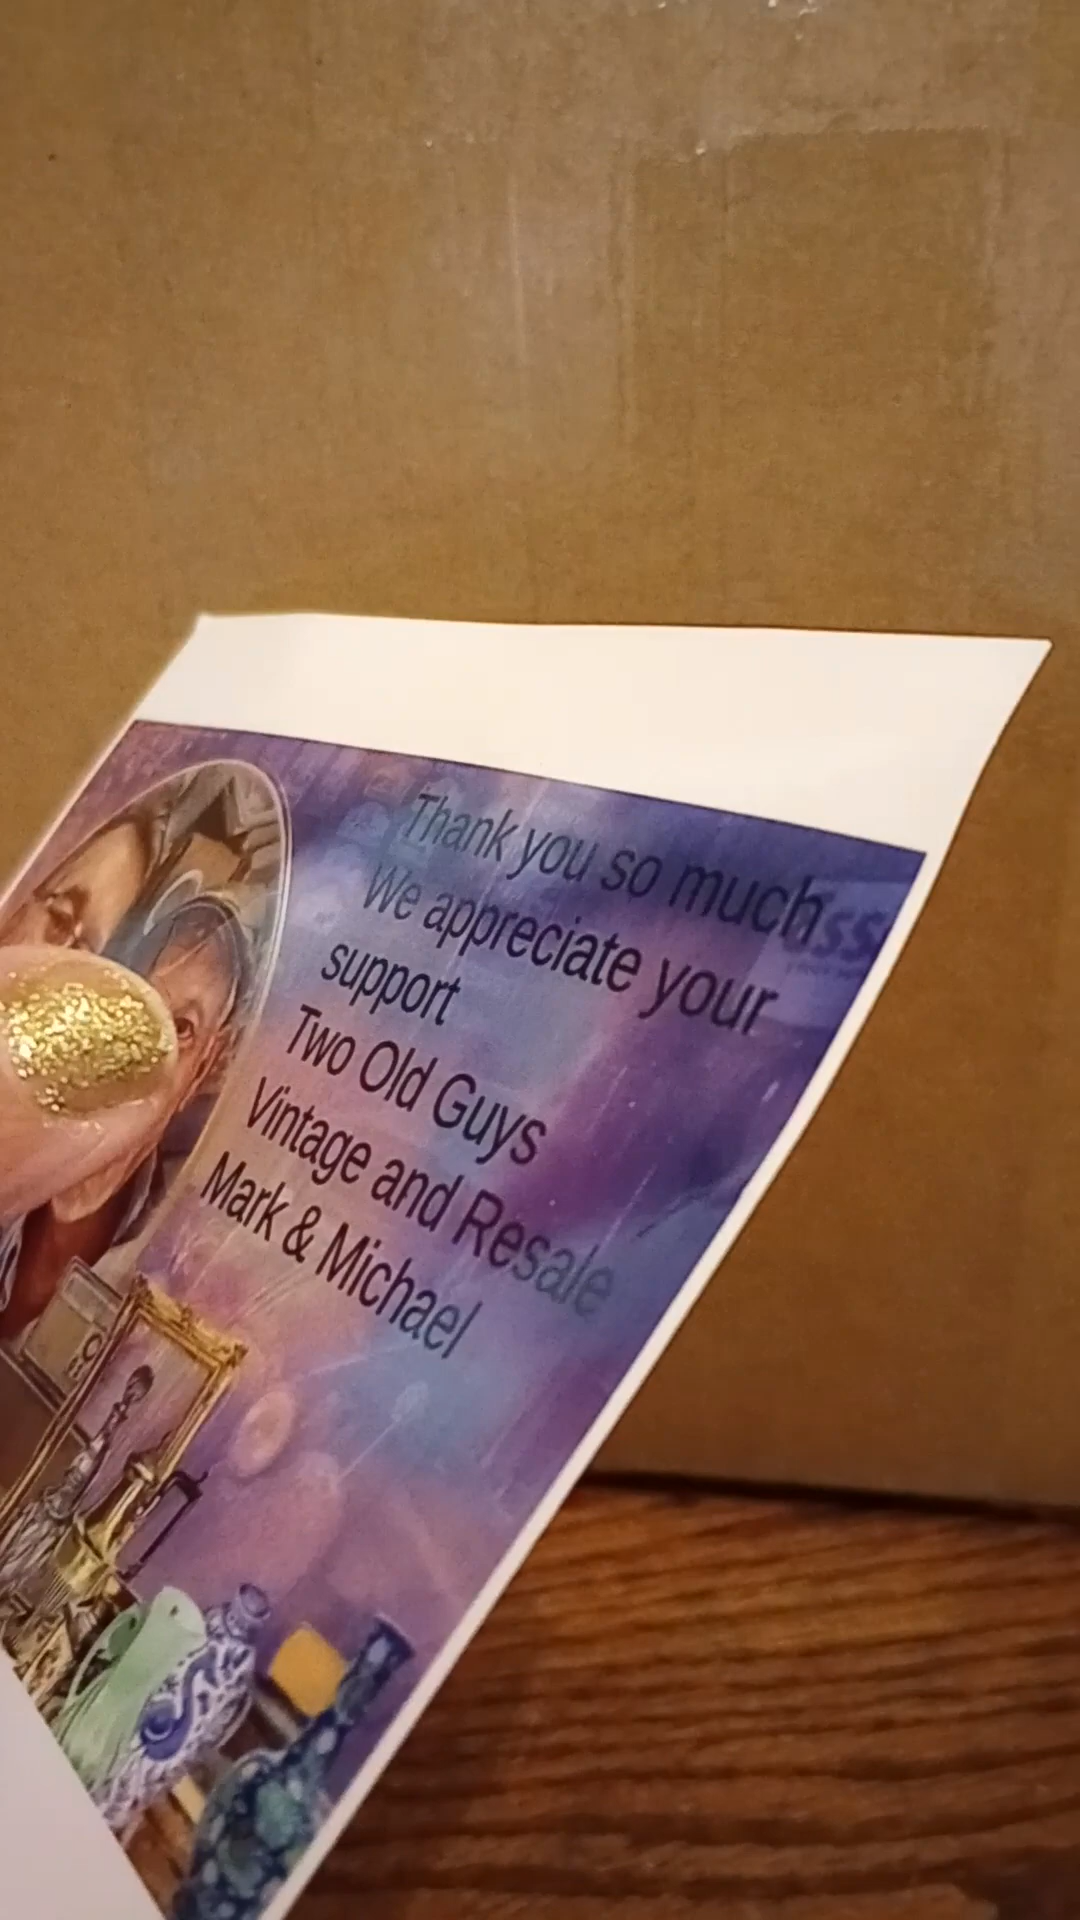 Thank you so much
We appreciate your
support
Two Old Guys
Vintage and Resale
Mark & Michael